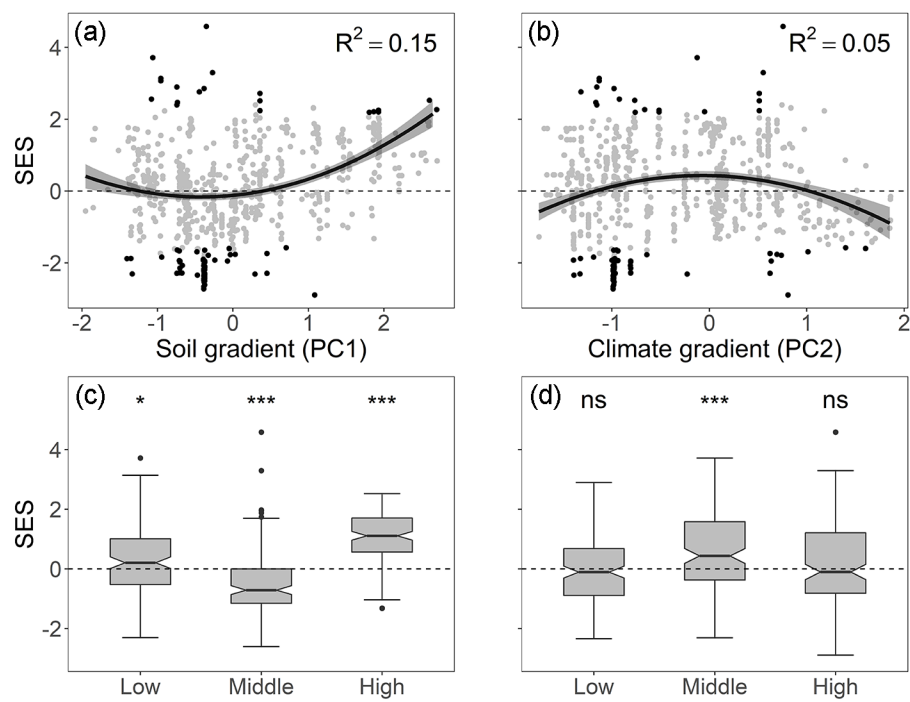 (a)
R² = 0.15
SES
4
2
0
-2
-2 -1 0 1 2
Soil gradient (PC1)
(b)
R² = 0.05
-1 0 1 2
Climate gradient (PC2)
(c)
* *** ***
SES
4
2
0
-2
Low Middle High
(d)
ns *** ns
Low Middle High